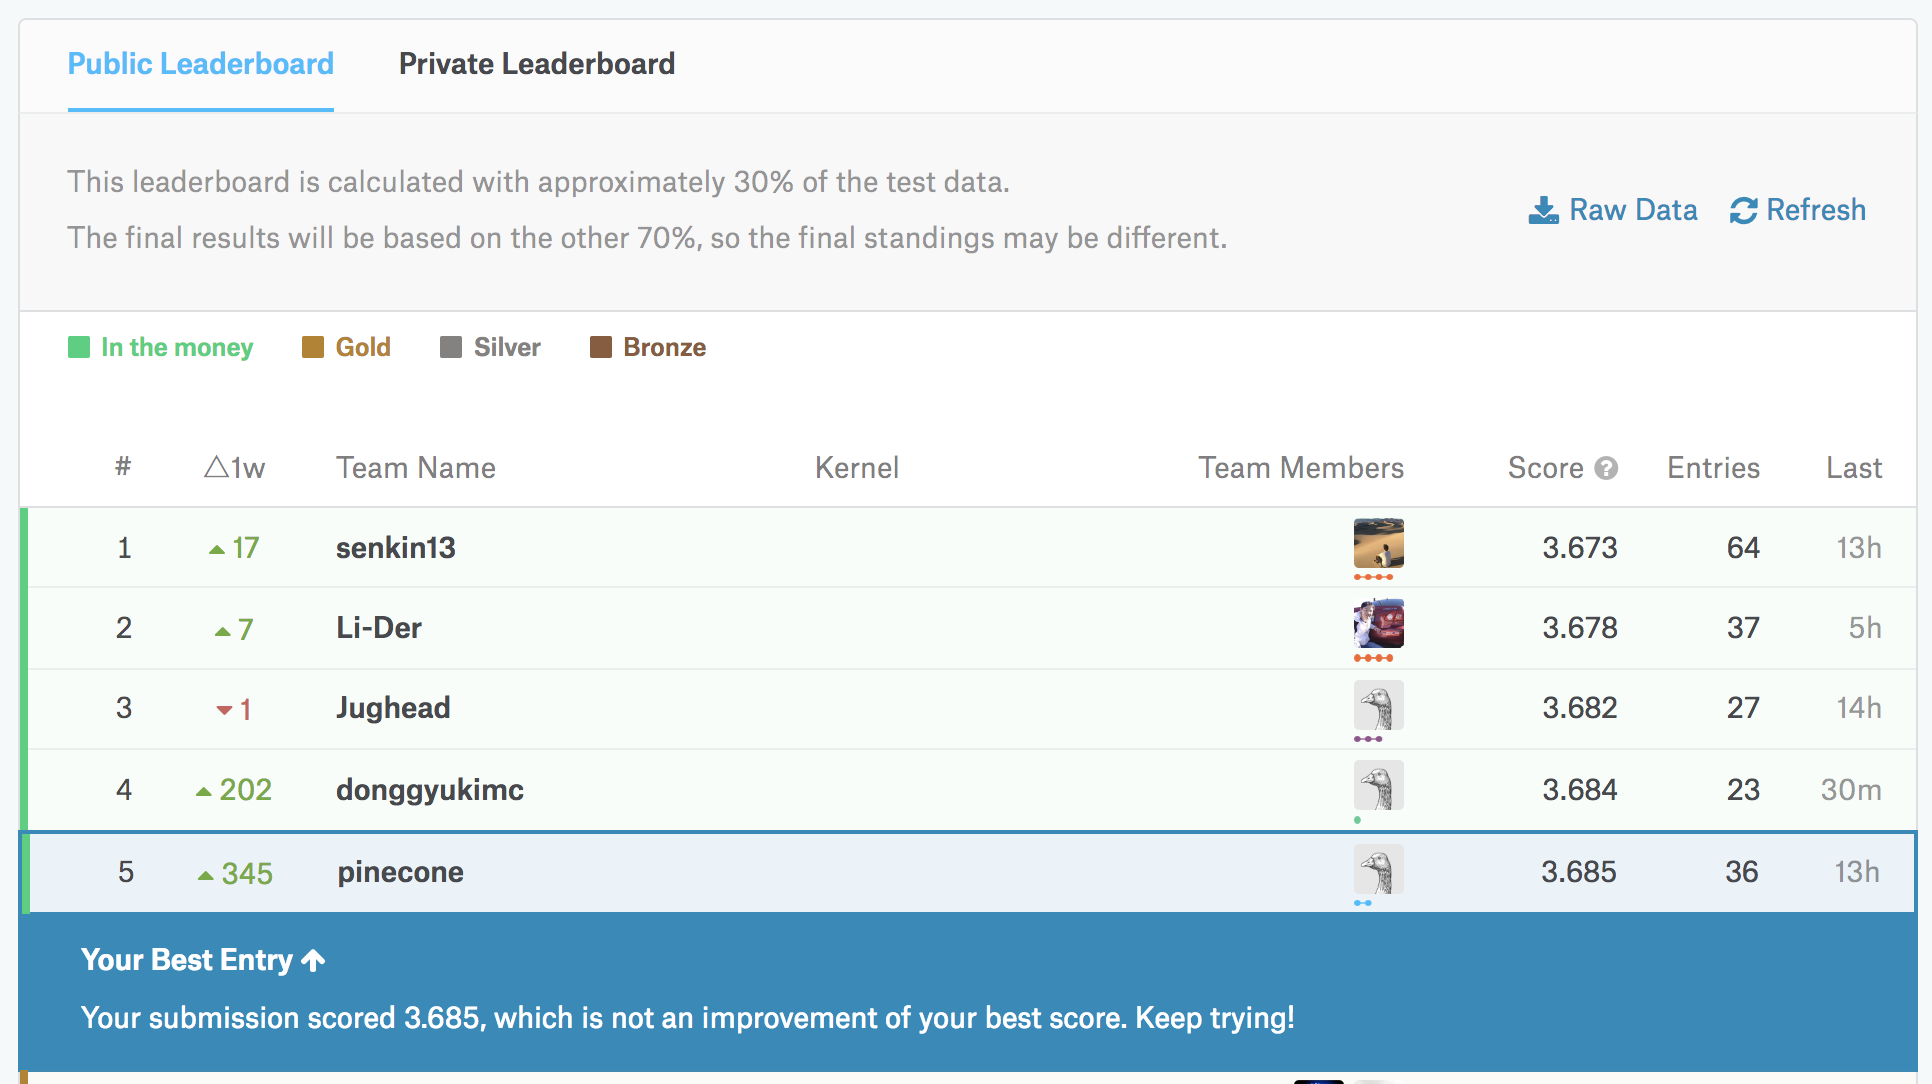 Public Leaderboard Private Leaderboard
This leaderboard is calculated with approximately 30% of the test data.
The final results will be based on the other 70%, so the final standings may be different.
Raw Data Refresh
In the money Gold Silver Bronze
# △1w Team Name Kernel Team Members Score ? Entries Last
1 ▲ 17 senkin13 3.673 64 13h
2 ▲ 7 Li-Der 3.678 37 5h
3 ▼ 1 Jughead 3.682 27 14h
4 ▲ 202 donggyukimc 3.684 23 30m
5 ▲ 345 pinecone 3.685 36 13h
Your Best Entry ↑
Your submission scored 3.685, which is not an improvement of your best score. Keep trying!